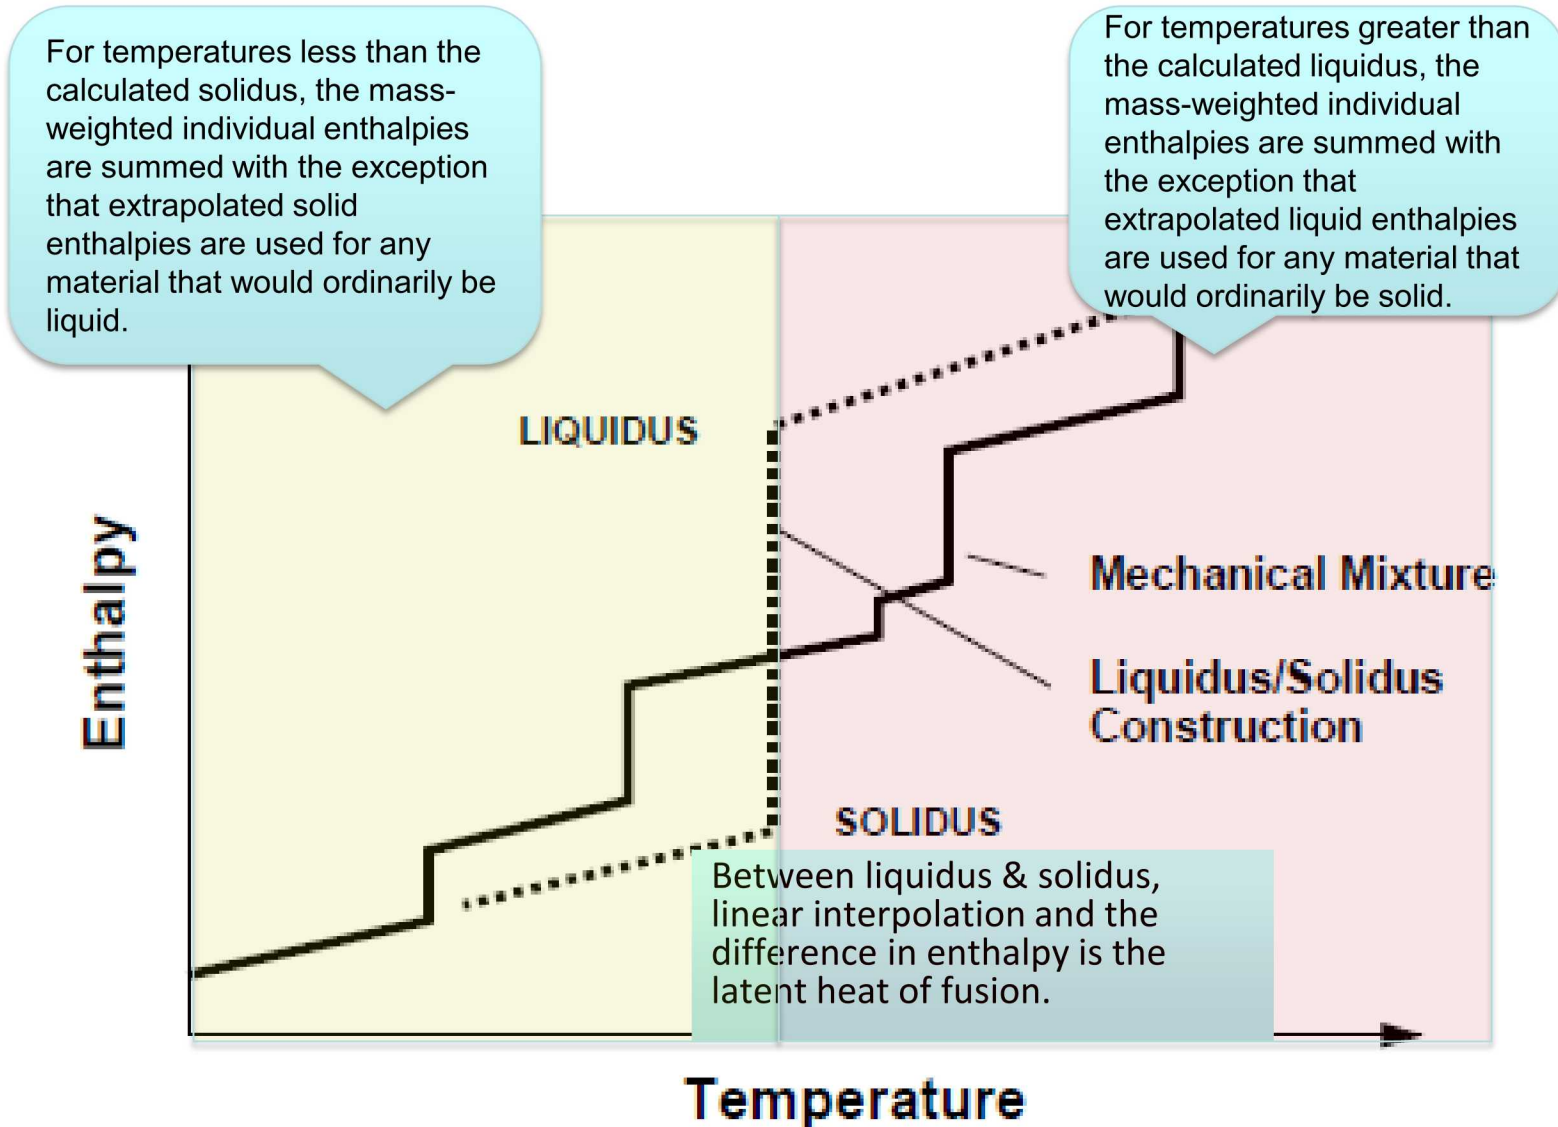 For temperatures less than the
calculated solidus, the mass-
weighted individual enthalpies
are summed with the exception
that extrapolated solid
enthalpies are used for any
material that would ordinarily be
liquid.
For temperatures greater than
the calculated liquidus, the
mass-weighted individual
enthalpies are summed with
the exception that
extrapolated liquid enthalpies
are used for any material that
would ordinarily be solid.
LIQUIDUS
Enthalpy
Mechanical Mixture
Liquidus/Solidus
Construction
SOLIDUS
Between liquidus & solidus,
linear interpolation and the
difference in enthalpy is the
latent heat of fusion.
Temperature